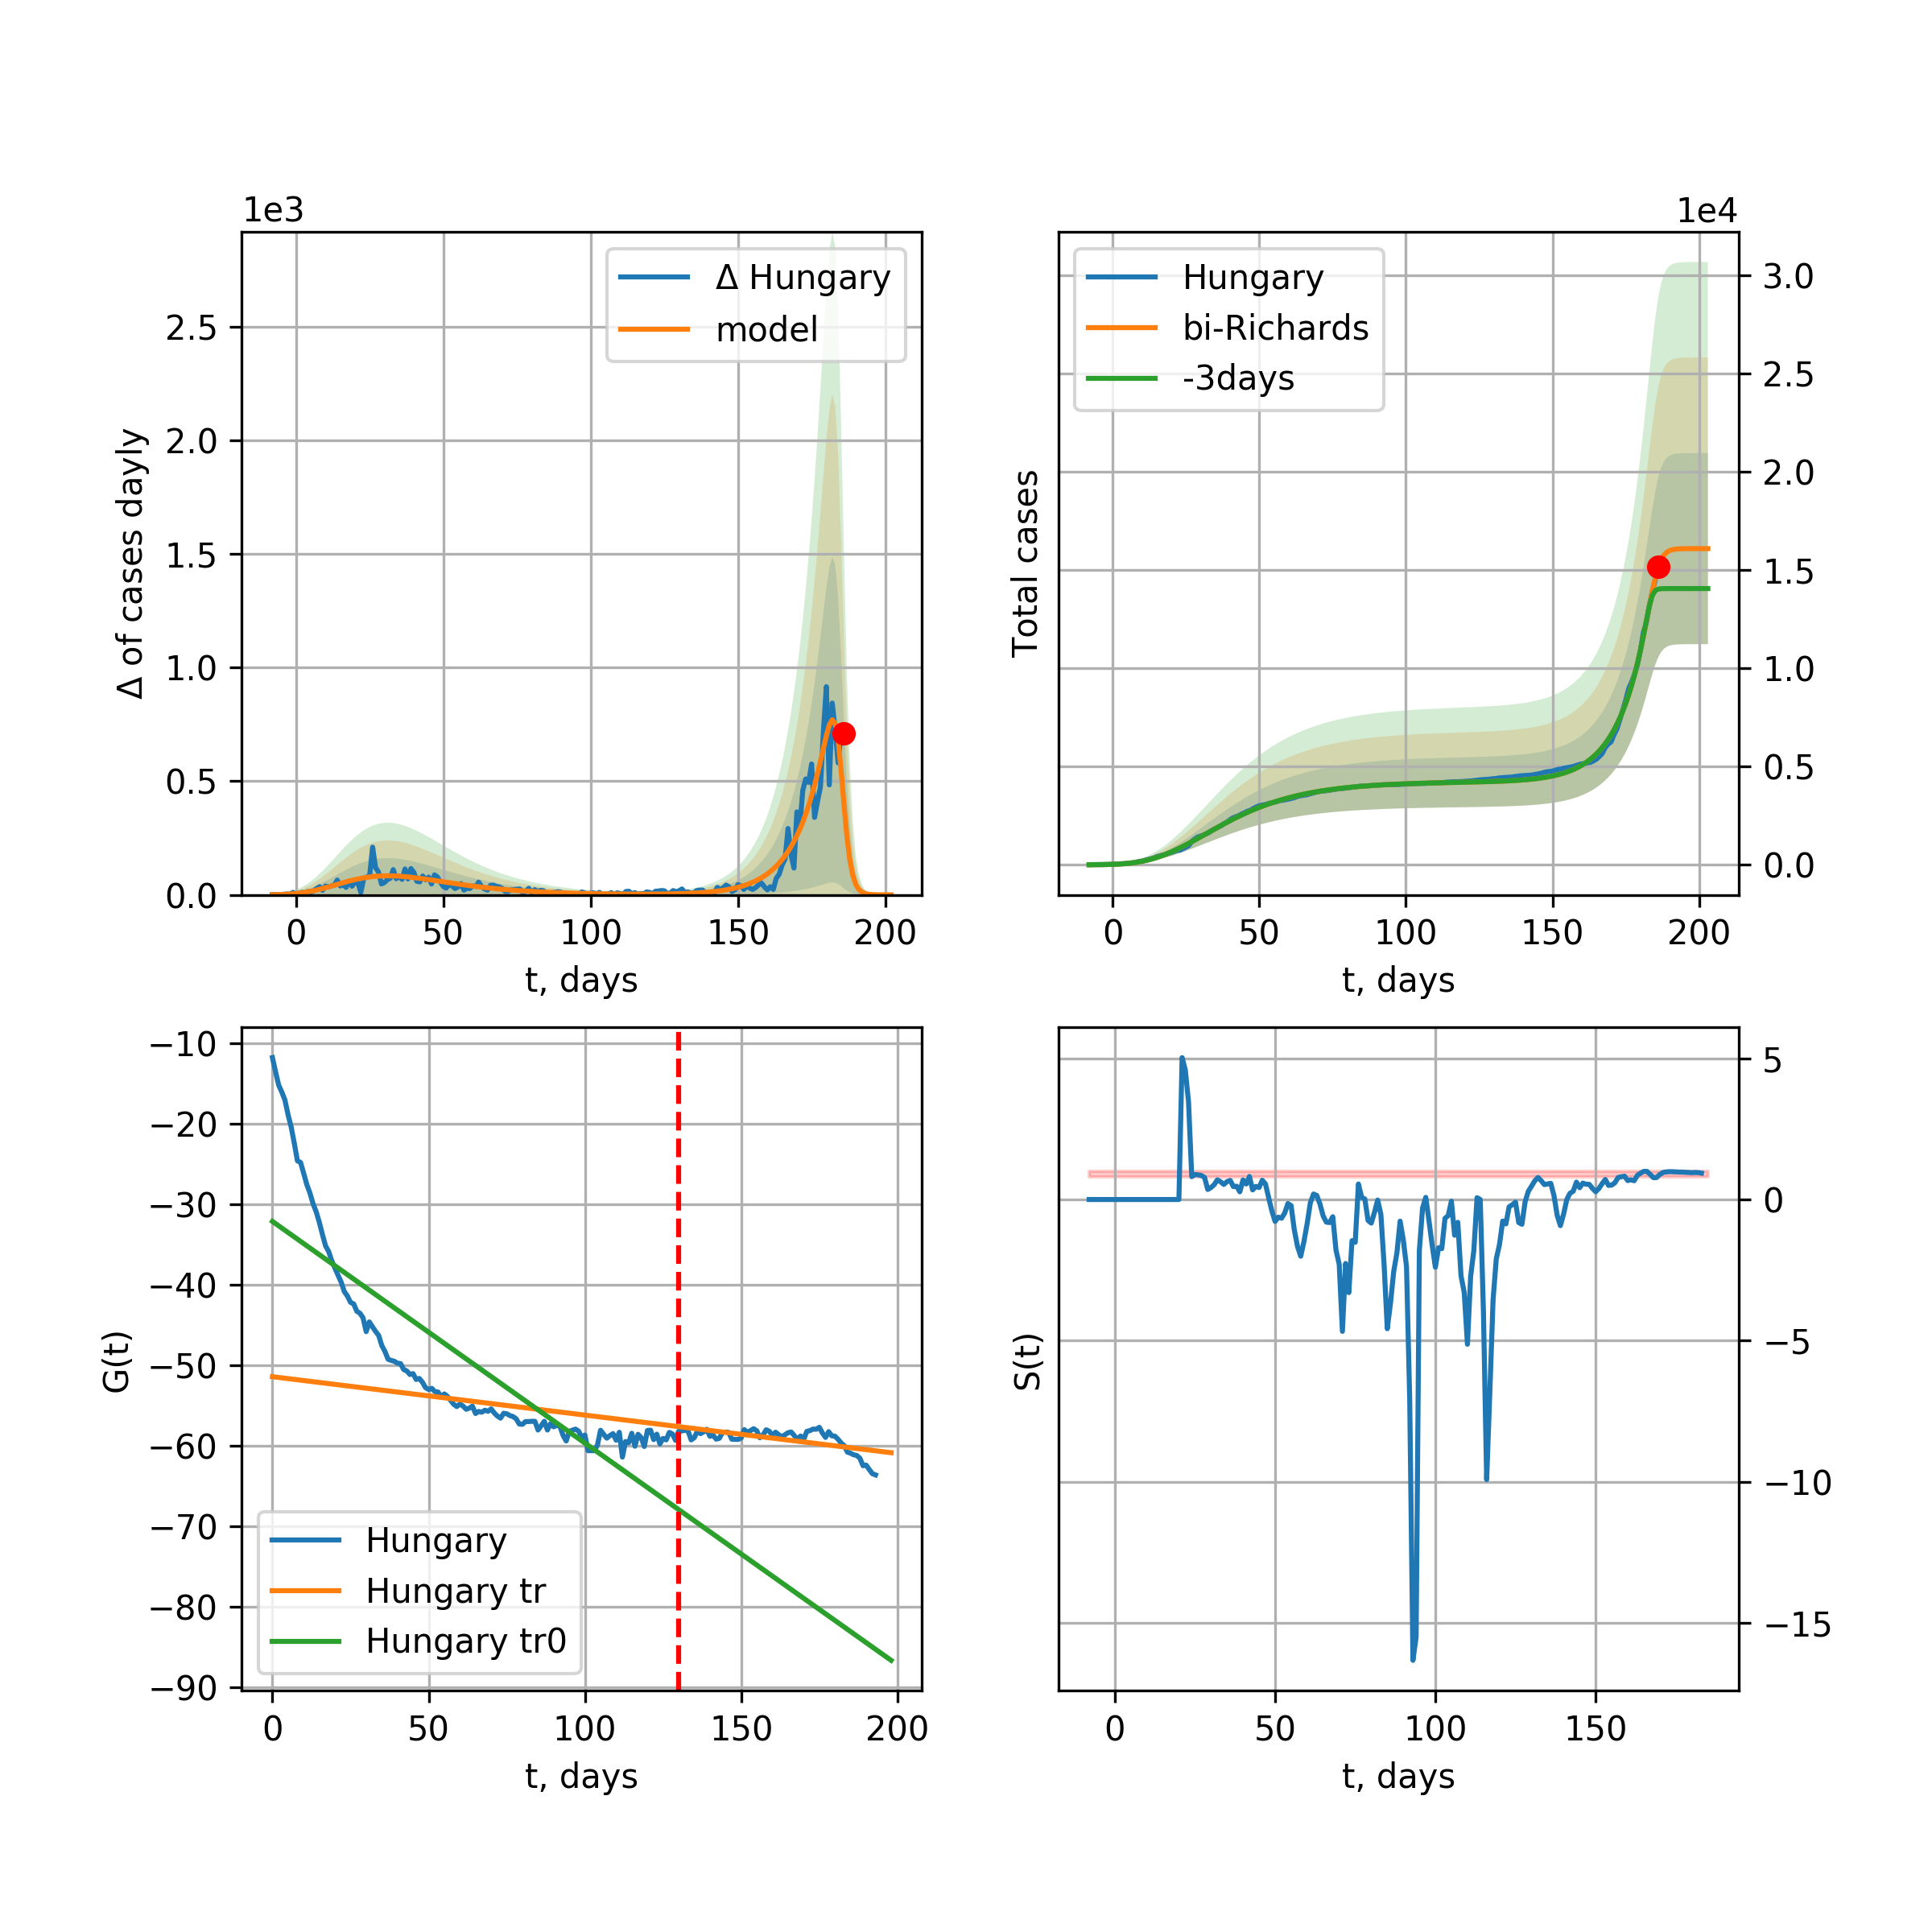 1e3
Δ of cases dayly
2.5
2.0
1.5
1.0
0.5
0.0
Δ Hungary
model
0 50 100 150 200
t, days
1e4
Total cases
Hungary
bi-Richards
-3days
3.0
2.5
2.0
1.5
1.0
0.5
0.0
0 50 100 150 200
t, days
G(t)
−10
−20
−30
−40
−50
−60
−70
−80
−90
Hungary
Hungary tr
Hungary tr0
0 50 100 150 200
t, days
S(t)
5
0
−5
−10
−15
0 50 100 150
t, days